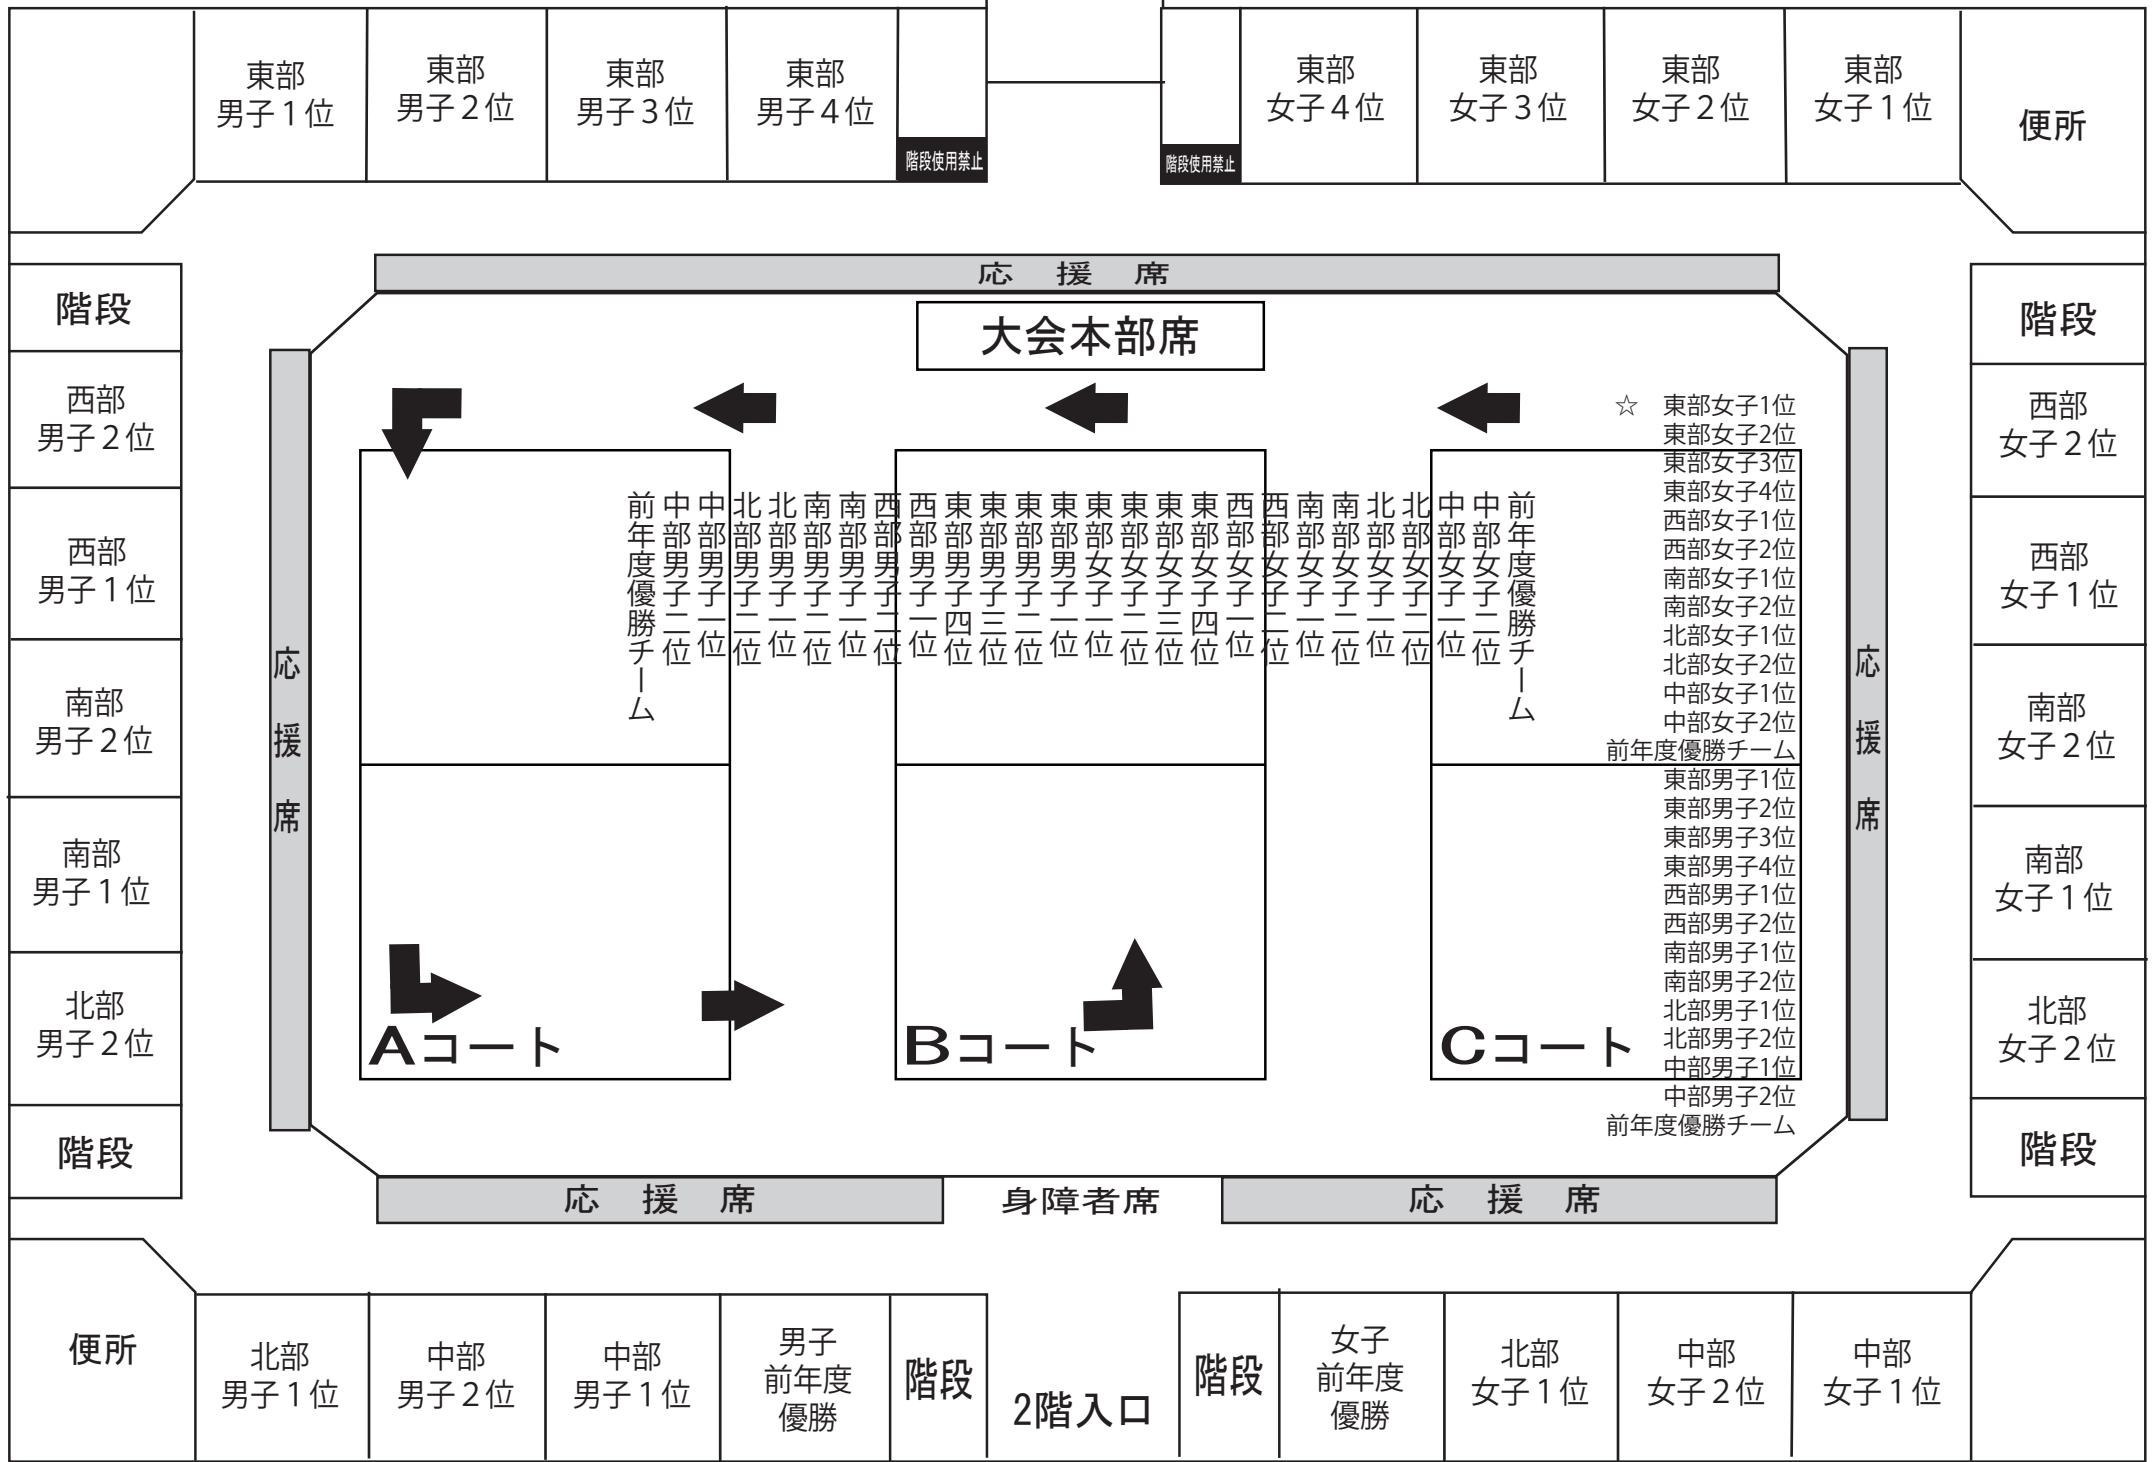 東部
男子１位
東部
男子２位
東部
男子３位
東部
男子４位
階段使用禁止
階段使用禁止
東部
女子４位
東部
女子３位
東部
女子２位
東部
女子１位
便所
階段
西部
男子２位
西部
男子１位
南部
男子２位
南部
男子１位
北部
男子２位
階段
応　援　席
応　援　席
大会本部席
前年度優勝チーム
中部男子二位
中部男子一位
北部男子二位
北部男子一位
南部男子二位
南部男子一位
西部男子二位
西部男子一位
東部男子四位
東部男子三位
東部男子二位
東部男子一位
東部女子一位
東部女子二位
東部女子三位
東部女子四位
西部女子一位
西部女子二位
南部女子一位
南部女子二位
北部女子一位
北部女子二位
中部女子一位
中部女子二位
前年度優勝チーム
☆　東部女子1位
東部女子2位
東部女子3位
東部女子4位
西部女子1位
西部女子2位
南部女子1位
南部女子2位
北部女子1位
北部女子2位
中部女子1位
中部女子2位
前年度優勝チーム
東部男子1位
東部男子2位
東部男子3位
東部男子4位
西部男子1位
西部男子2位
南部男子1位
南部男子2位
北部男子1位
北部男子2位
中部男子1位
中部男子2位
前年度優勝チーム
Aコート
Bコート
Cコート
応　援　席
階段
西部
女子２位
西部
女子１位
南部
女子２位
南部
女子１位
北部
女子２位
階段
応　援　席
身障者席
応　援　席
便所
北部
男子１位
中部
男子２位
中部
男子１位
男子
前年度
優勝
階段
2階入口
階段
女子
前年度
優勝
北部
女子１位
中部
女子２位
中部
女子１位